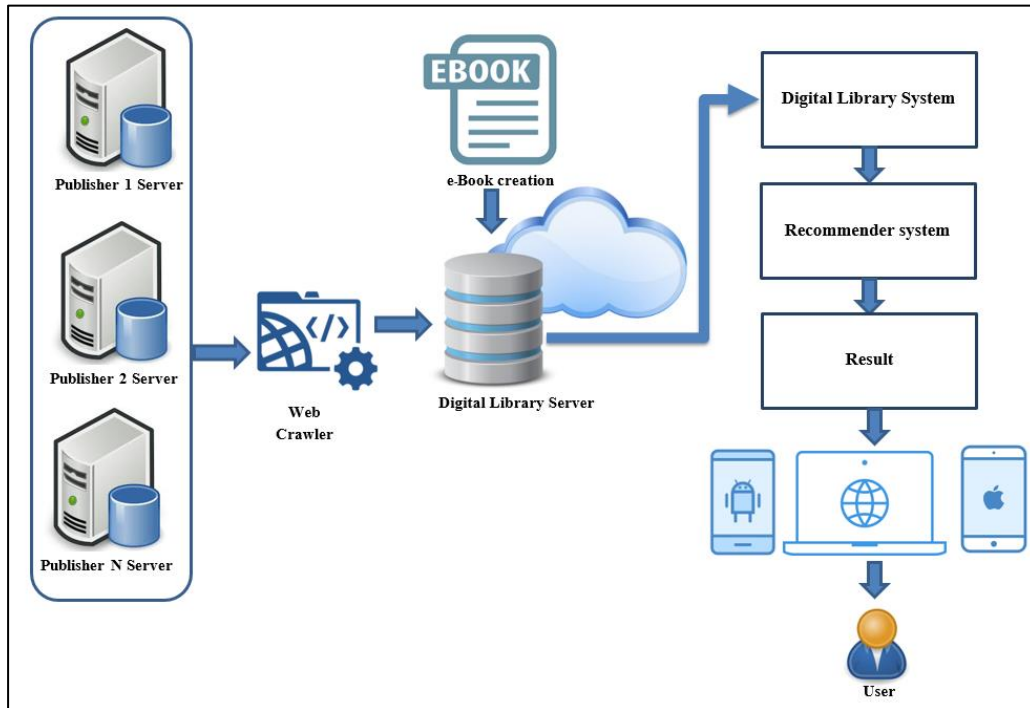 Publisher 1 Server
Publisher 2 Server
Publisher N Server
Web
Crawler
</>
EBOOK
e-Book creation
Digital Library Server
Digital Library System
Recommender system
Result
User